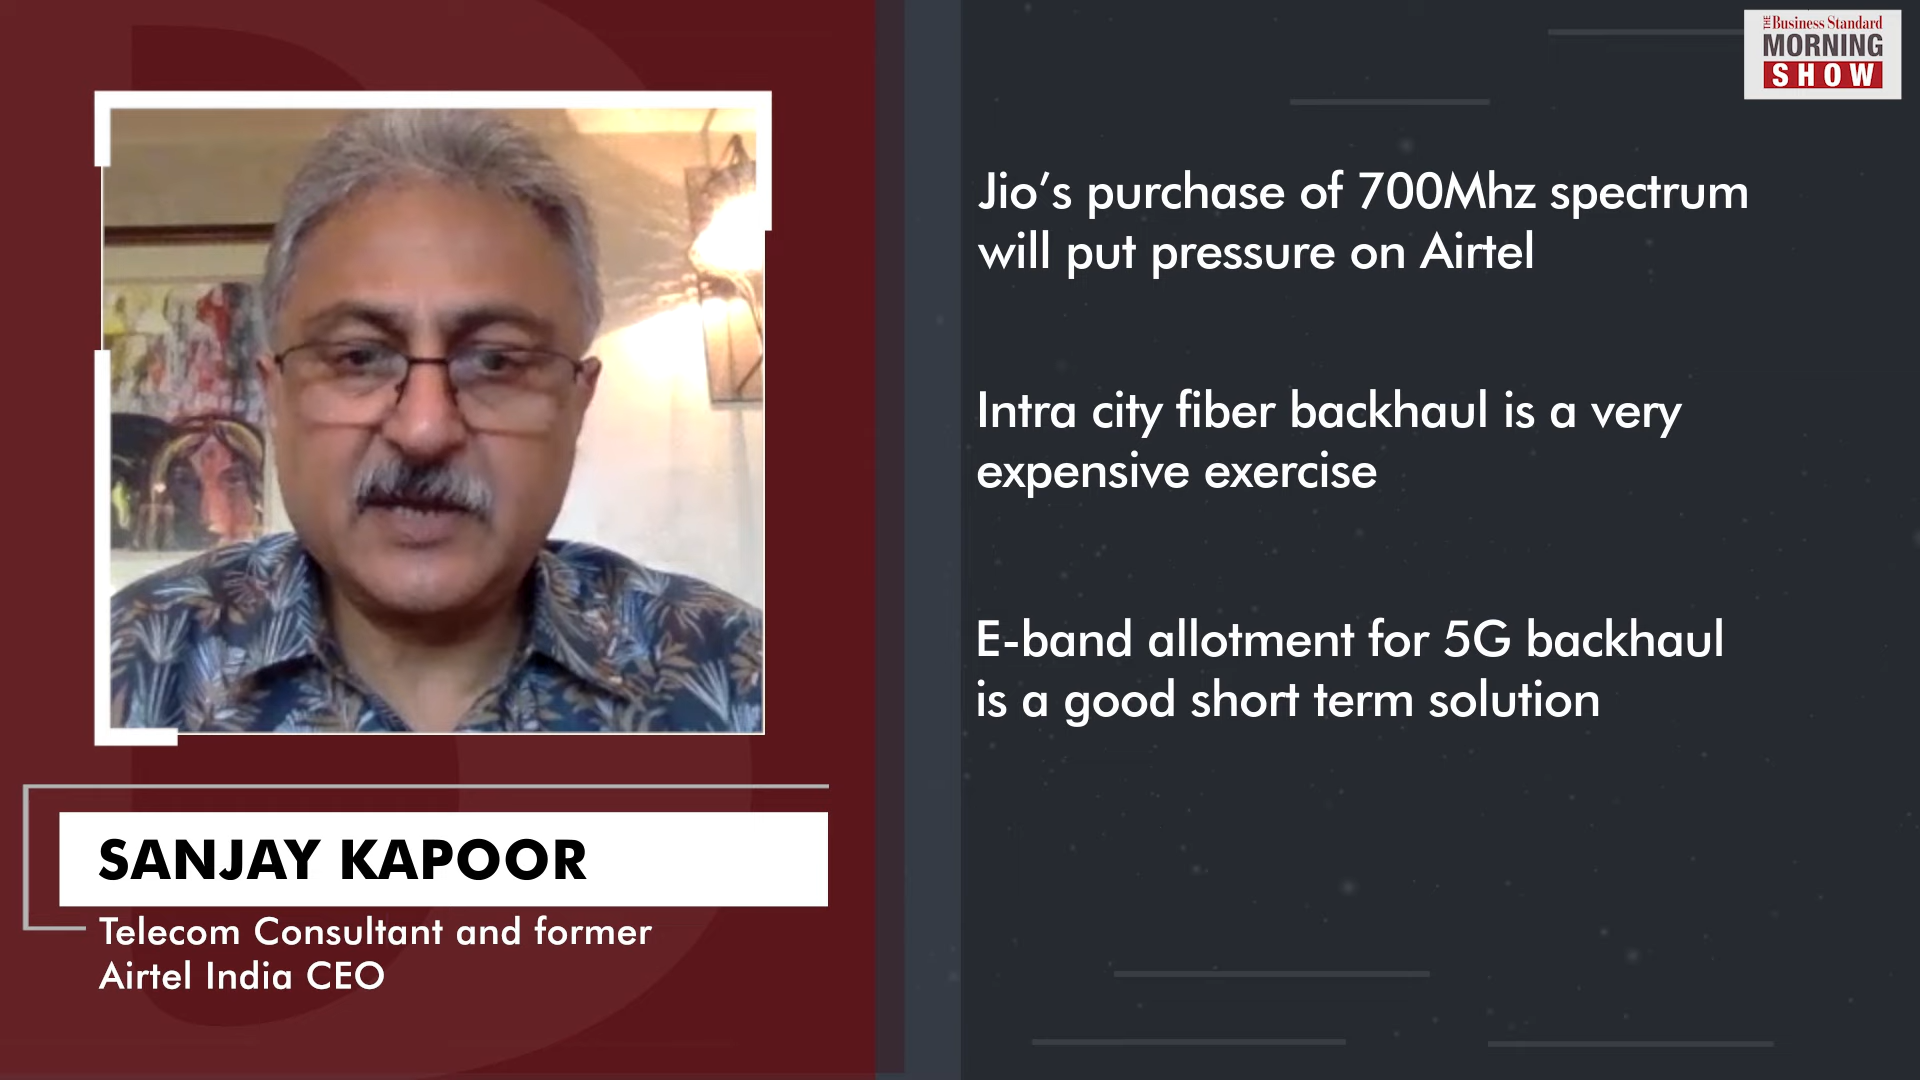 THE Business Standard
MORNING
SHOW
Jio’s purchase of 700Mhz spectrum
will put pressure on Airtel
Intra city fiber backhaul is a very
expensive exercise
E-band allotment for 5G backhaul
is a good short term solution
SANJAY KAPOOR
Telecom Consultant and former
Airtel India CEO